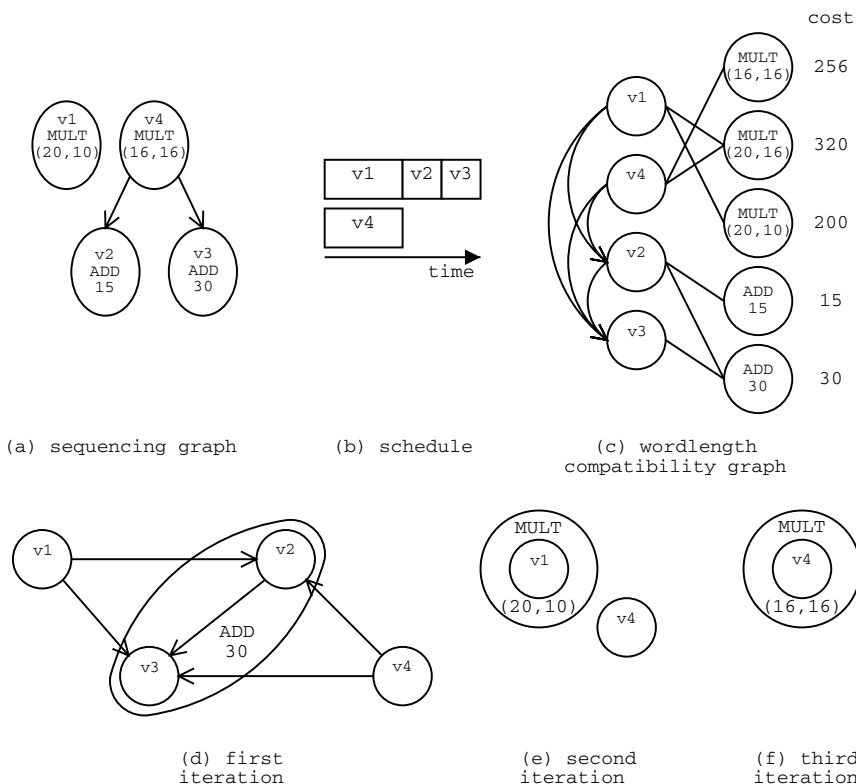 cost
v1
MULT
(20,10)
v4
MULT
(16,16)
v2
ADD
15
v3
ADD
30
(a) sequencing graph
v1 v2 v3
v4
time
(b) schedule
v1
v4
v2
v3
MULT
(16,16)
256
MULT
(20,16)
320
MULT
(20,10)
200
ADD
15
15
ADD
30
30
(c) wordlength
compatibility graph
v1
v2
ADD
30
v3
v4
(d) first
iteration
MULT
v1
(20,10)
v4
(e) second
iteration
MULT
v4
(16,16)
(f) third
iteration